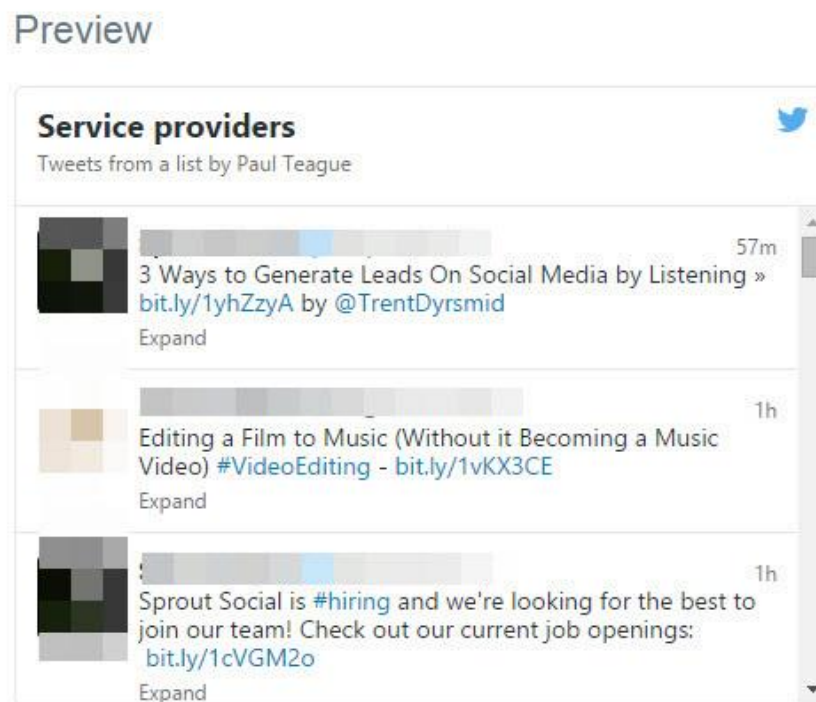 Preview
Service providers
Tweets from a list by Paul Teague
57m
3 Ways to Generate Leads On Social Media by Listening »
bit.ly/1yhZzyA by @TrentDyrsmid
Expand
1h
Editing a Film to Music (Without it Becoming a Music
Video) #VideoEditing - bit.ly/1vKX3CE
Expand
1h
Sprout Social is #hiring and we're looking for the best to
join our team! Check out our current job openings:
bit.ly/1cVGM2o
Expand